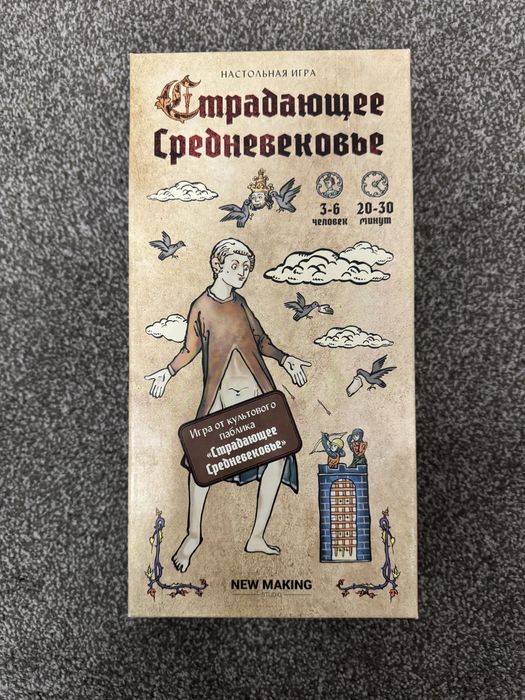 НАСТОЛЬНАЯ ИГРА
Страдающее
Средневековье
3-6
человек
20-30
минут
Игра от культового
паблика
«Страдающее
Средневековье»
NEW MAKING
STUDIO